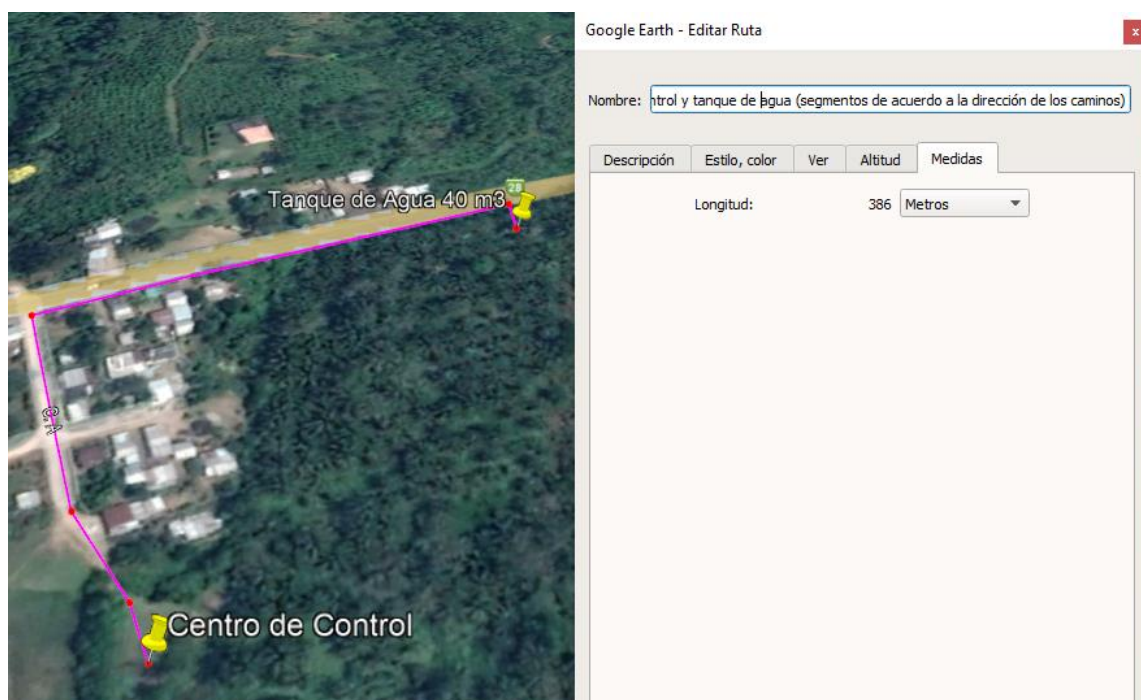 Google Earth - Editar Ruta
x
Nombre: ntrol y tanque de agua (segmentos de acuerdo a la dirección de los caminos)
Descripción Estilo, color Ver Altitud Medidas
Longitud: 386 Metros
28
Tanque de Agua 40 m3
C. A
Centro de Control